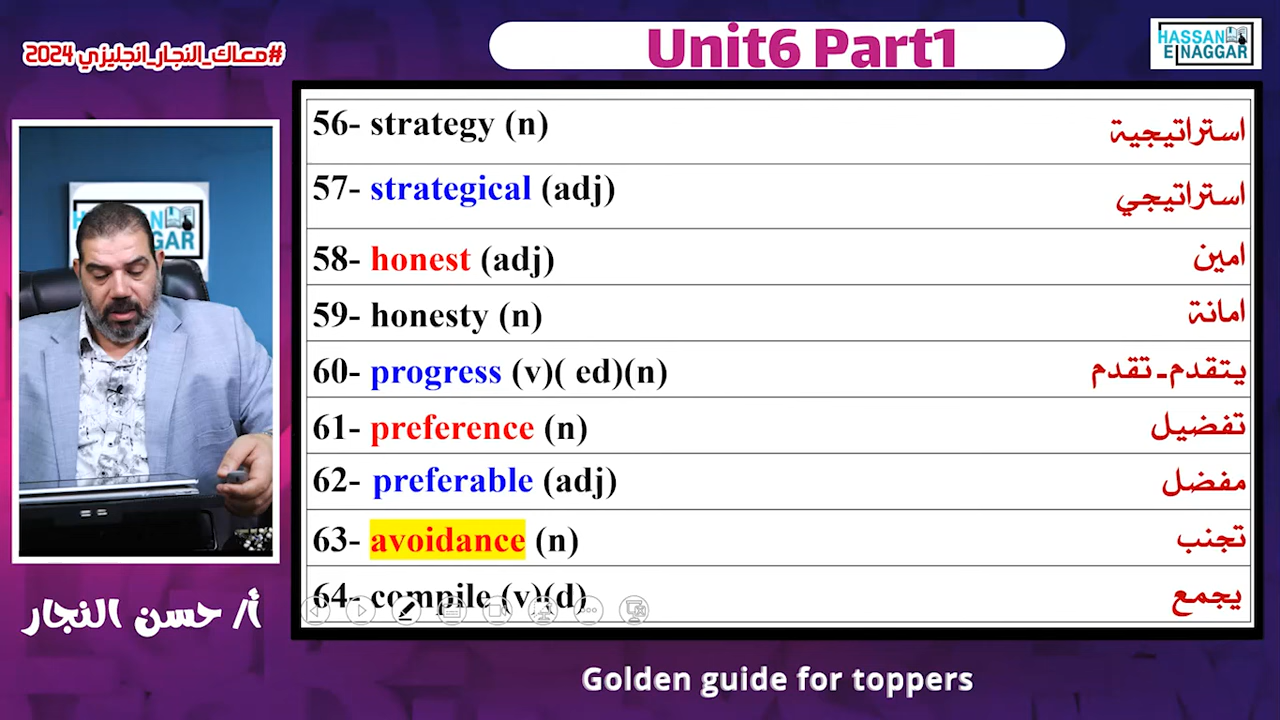 #معاك_النجار_انجليزي 2024
Unit6 Part1
HASSAN
ElNAGGAR
56- strategy (n) استراتيجية
57- strategical (adj) استراتيجي
58- honest (adj) امين
59- honesty (n) امانة
60- progress (v)( ed)(n) يتقدم-تقدم
61- preference (n) تفضيل
62- preferable (adj) مفضل
63- avoidance (n) تجنب
64- compile (v)(d) يجمع
أ/ حسن النجار
Golden guide for toppers